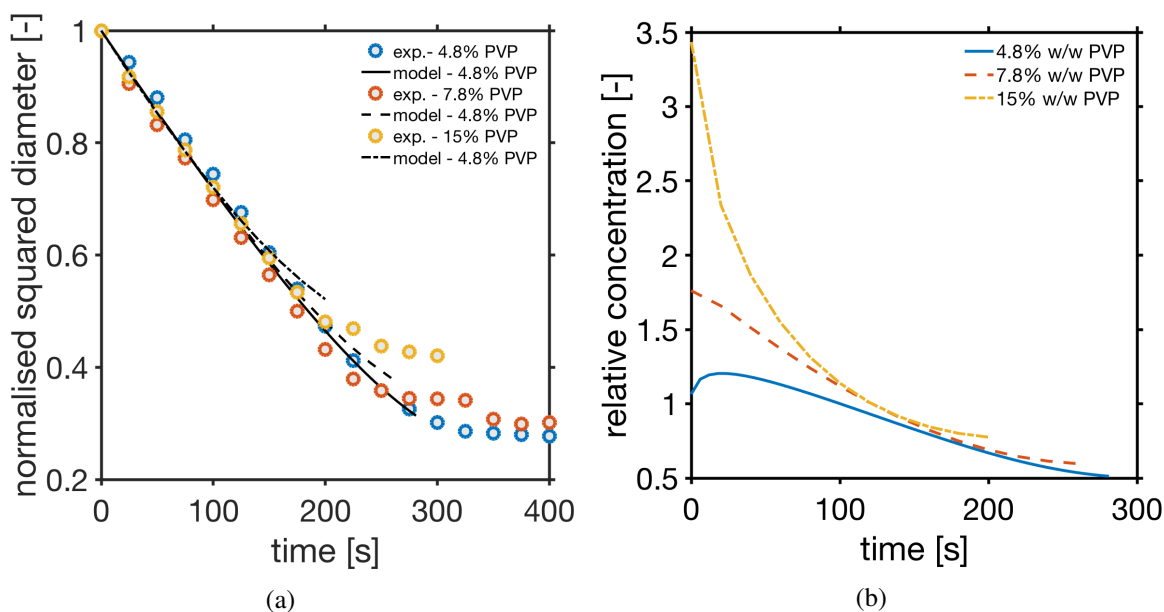 normalised squared diameter [-]
1
0.8
0.6
0.4
0.2
0
100
200
300
400
time [s]
exp.- 4.8% PVP
model - 4.8% PVP
exp. - 7.8% PVP
model - 4.8% PVP
exp. - 15% PVP
model - 4.8% PVP
(a)
relative concentration [-]
3.5
3
2.5
2
1.5
1
0.5
0
100
200
300
time [s]
4.8% w/w PVP
7.8% w/w PVP
15% w/w PVP
(b)